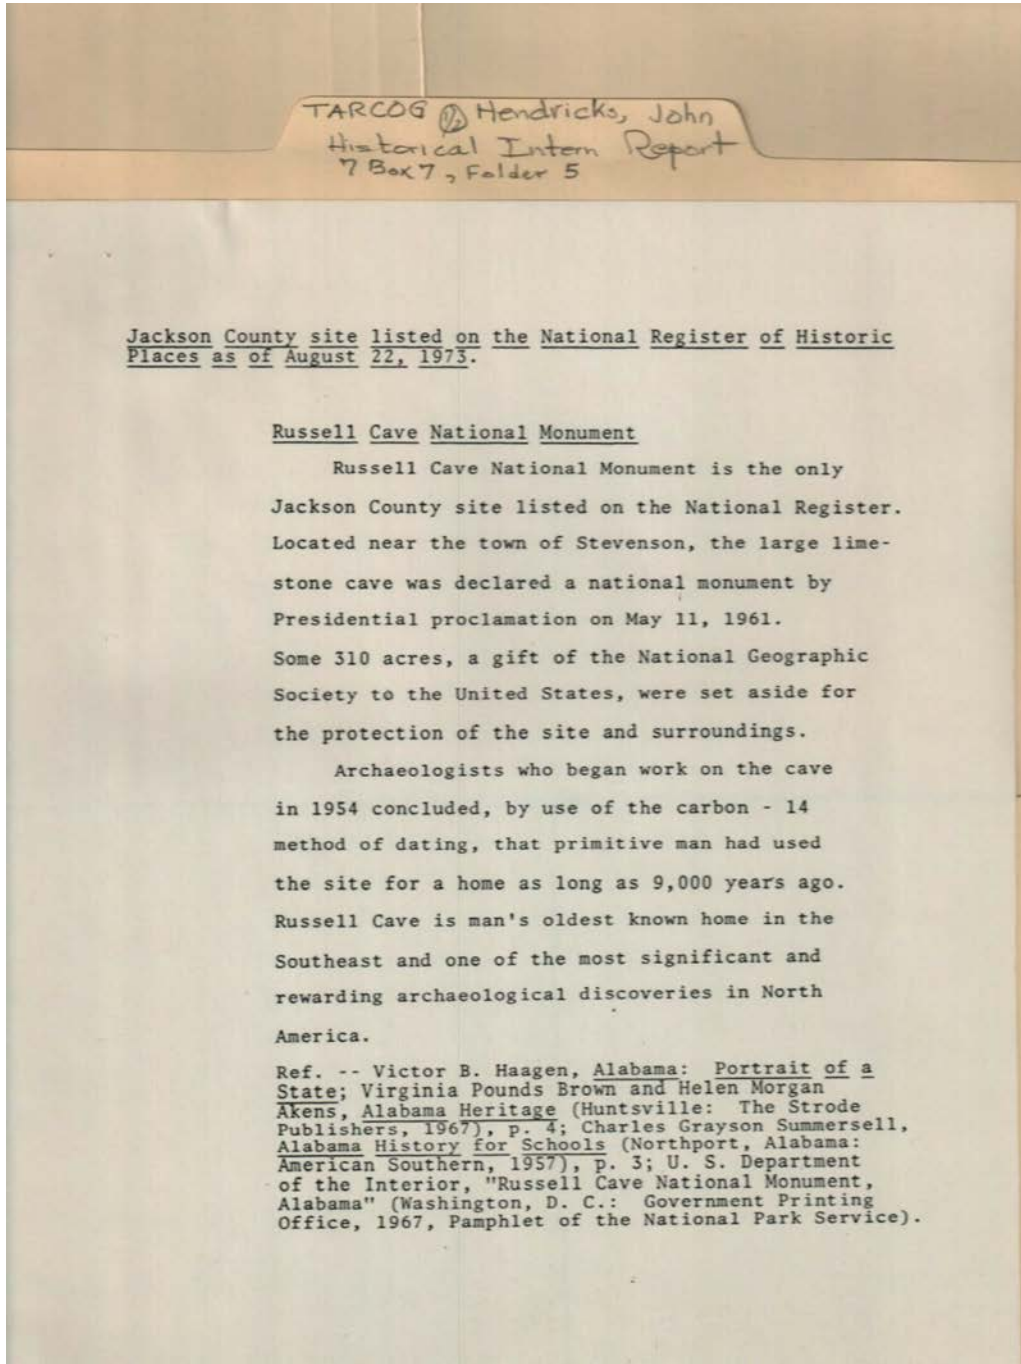 TARCOG 1/2 Hendricks, John
Historical Intern Report
7 Box 7, Folder 5
Jackson County site listed on the National Register of Historic
Places as of August 22, 1973.
Russell Cave National Monument
Russell Cave National Monument is the only
Jackson County site listed on the National Register.
Located near the town of Stevenson, the large lime-
stone cave was declared a national monument by
Presidential proclamation on May 11, 1961.
Some 310 acres, a gift of the National Geographic
Society to the United States, were set aside for
the protection of the site and surroundings.
Archaeologists who began work on the cave
in 1954 concluded, by use of the carbon - 14
method of dating, that primitive man had used
the site for a home as long as 9,000 years ago.
Russell Cave is man's oldest known home in the
Southeast and one of the most significant and
rewarding archaeological discoveries in North
America.
Ref. -- Victor B. Haagen, Alabama: Portrait of a
State; Virginia Pounds Brown and Helen Morgan
Akens, Alabama Heritage (Huntsville: The Strode
Publishers, 1967), p. 4; Charles Grayson Summersell,
Alabama History for Schools (Northport, Alabama:
American Southern, 1957), p. 3; U. S. Department
of the Interior, "Russell Cave National Monument,
Alabama" (Washington, D. C.: Government Printing
Office, 1967, Pamphlet of the National Park Service).